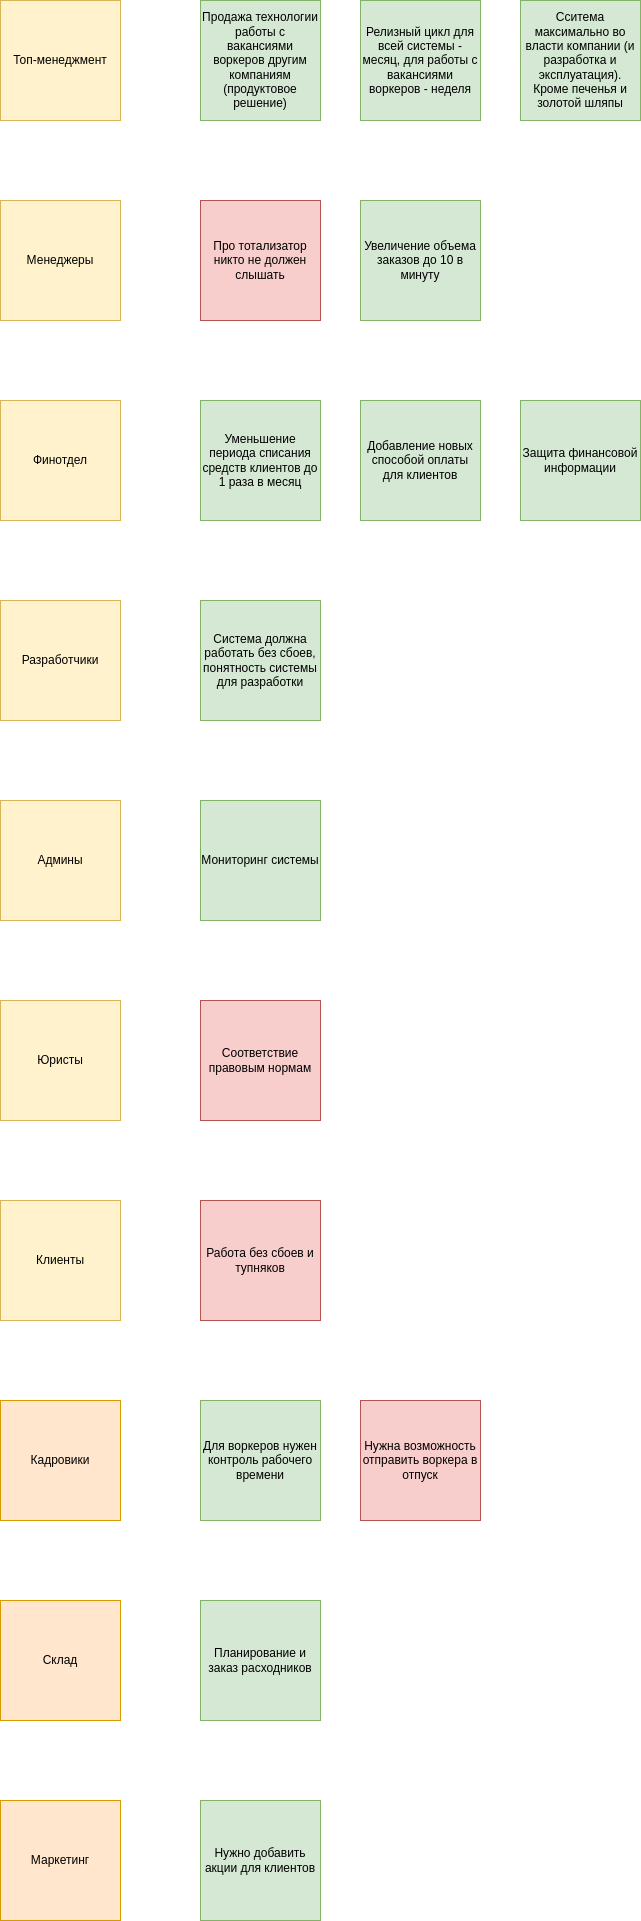 Топ-менеджмент
Продажа технологии
работы с
вакансиями
воркеров другим
компаниям
(продуктовое
решение)
Релизный цикл для
всей системы -
месяц, для работы с
вакансиями
воркеров - неделя
Сситема
максимально во
власти компании (и
разработка и
эксплуатация).
Кроме печенья и
золотой шляпы
Менеджеры
Про тотализатор
никто не должен
слышать
Увеличение объема
заказов до 10 в
минуту
Финотдел
Уменьшение
периода списания
средств клиентов до
1 раза в месяц
Добавление новых
способой оплаты
для клиентов
Защита финансовой
информации
Разработчики
Система должна
работать без сбоев,
понятность системы
для разработки
Админы
Мониторинг системы
Юристы
Соответствие
правовым нормам
Клиенты
Работа без сбоев и
тупняков
Кадровики
Для воркеров нужен
контроль рабочего
времени
Нужна возможность
отправить воркера в
отпуск
Склад
Планирование и
заказ расходников
Маркетинг
Нужно добавить
акции для клиентов